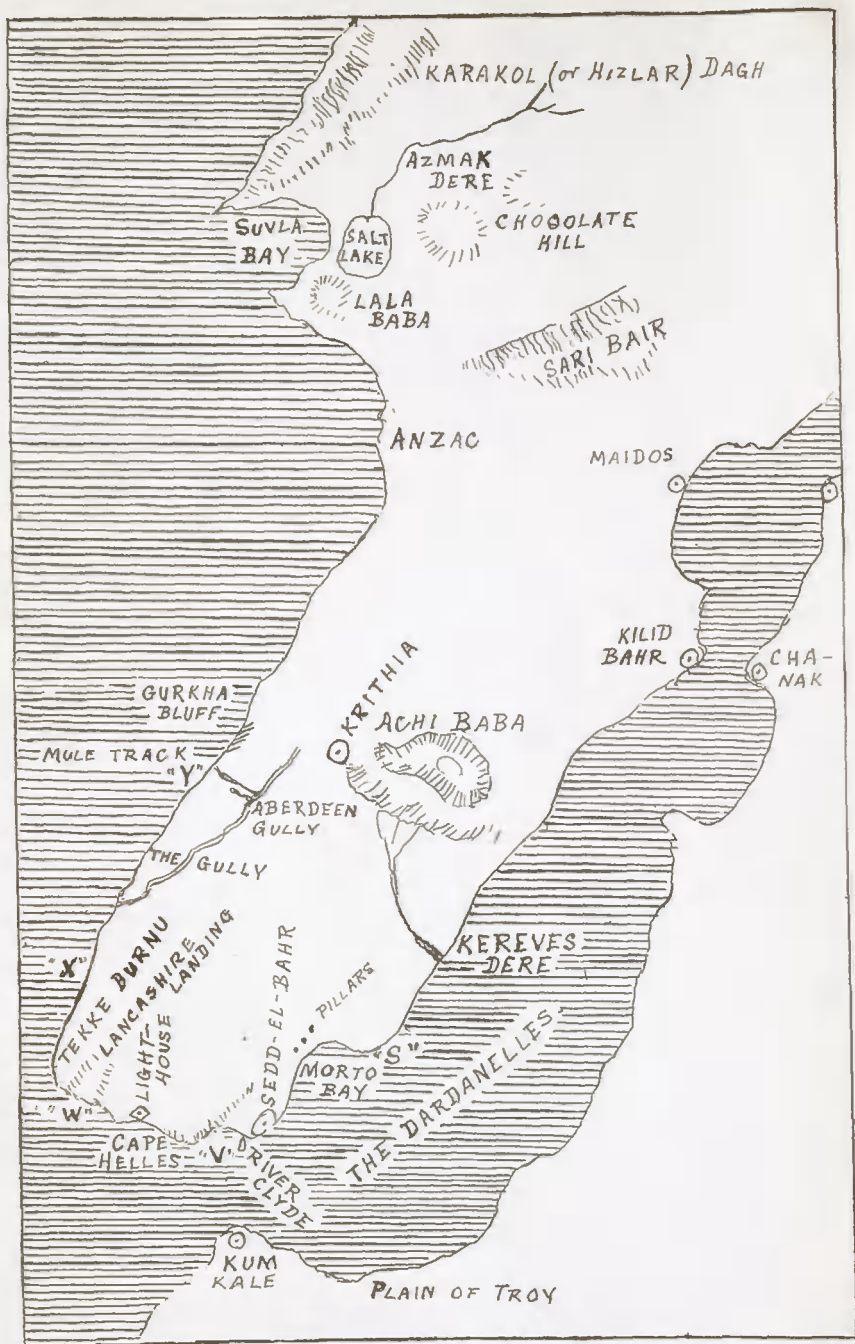 KARAKOL (or HIZLAR) DAGH
AZMAK
DERE
SUVLA
BAY
SALT
LAKE
CHOCOLATE
HILL
LALA
BABA
SARI BAIR
ANZAC
MAIDOS
KILID
BAHR
CHA-
NAK
GURKHA
BLUFF
KRITHIA
ACHI BABA
MULE TRACK
"Y"
ABERDEEN
GULLY
THE GULLY
"X"
TEKKE BURNU
LANCASHIRE
LANDING
LIGHT-
HOUSE
SEDD-EL-BAHR
PILLARS
KEREVES
DERE
"S"
MORTO
BAY
THE DARDANELLES
"W"
CAPE
HELLES
"V"
RIVER
CLYDE
KUM
KALE
PLAIN OF TROY